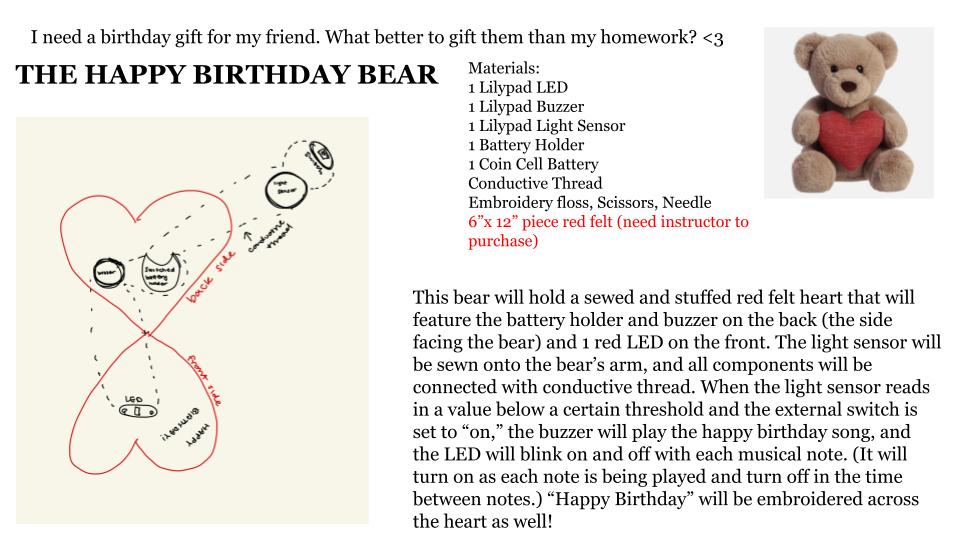 I need a birthday gift for my friend. What better to gift them than my homework? <3
THE HAPPY BIRTHDAY BEAR
Materials:
1 Lilypad LED
1 Lilypad Buzzer
1 Lilypad Light Sensor
1 Battery Holder
1 Coin Cell Battery
Conductive Thread
Embroidery floss, Scissors, Needle
6”x 12” piece red felt (need instructor to
purchase)
light
sensor
conductive
thread
buzzer
Switched
battery
holder
back side
front side
LED
HAPPY
BIRTHDAY!
This bear will hold a sewed and stuffed red felt heart that will
feature the battery holder and buzzer on the back (the side
facing the bear) and 1 red LED on the front. The light sensor will
be sewn onto the bear’s arm, and all components will be
connected with conductive thread. When the light sensor reads
in a value below a certain threshold and the external switch is
set to “on,” the buzzer will play the happy birthday song, and
the LED will blink on and off with each musical note. (It will
turn on as each note is being played and turn off in the time
between notes.) “Happy Birthday” will be embroidered across
the heart as well!